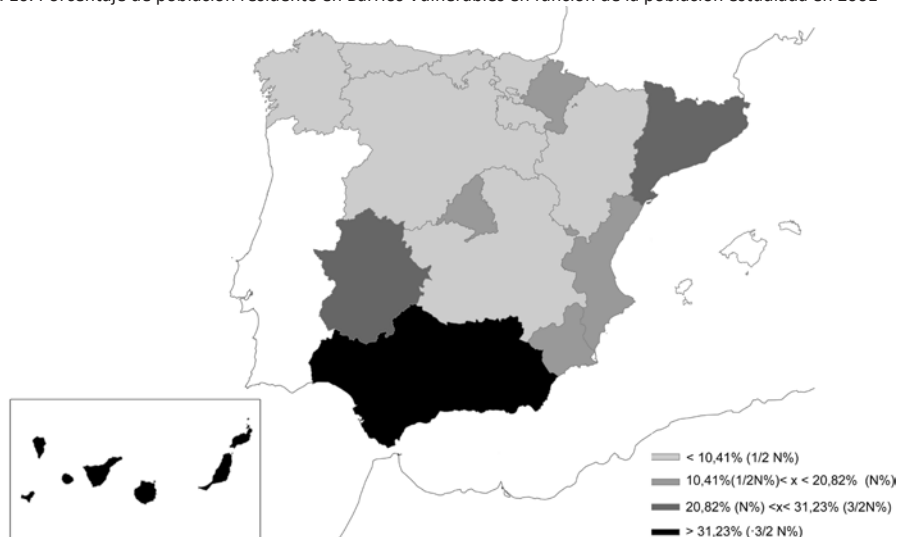 Porcentaje de población residente en Barrios Vulnerables en función de la población estudiada en 2001
< 10,41% (1/2 N%)
10,41%(1/2N%)< x < 20,82% (N%)
20,82% (N%) <x< 31,23% (3/2N%)
> 31,23% (·3/2 N%)